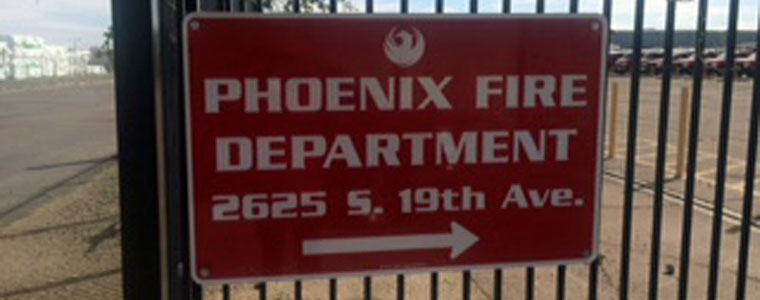 PHOENIX FIRE
DEPARTMENT
2625 S. 19th Ave.